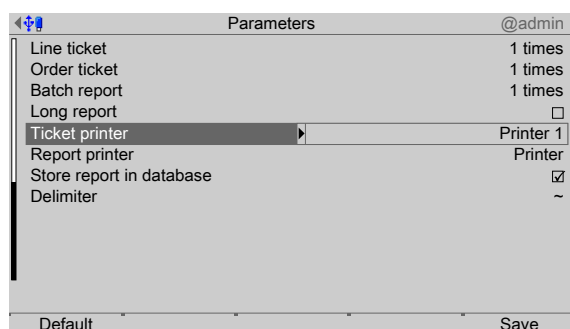 Parameters @admin
Line ticket 1 times
Order ticket 1 times
Batch report 1 times
Long report
Ticket printer Printer 1
Report printer Printer
Store report in database
Delimiter ~
Default Save